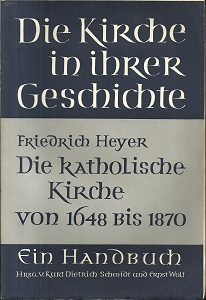 Die Kirche
in ihrer
Geschichte
Friedrich Heyer
Die katholische
Kirche
von 1648 bis 1870
Ein Handbuch
Hrsg. v. Kurt Dietrich Schmidt und Ernst Wolf